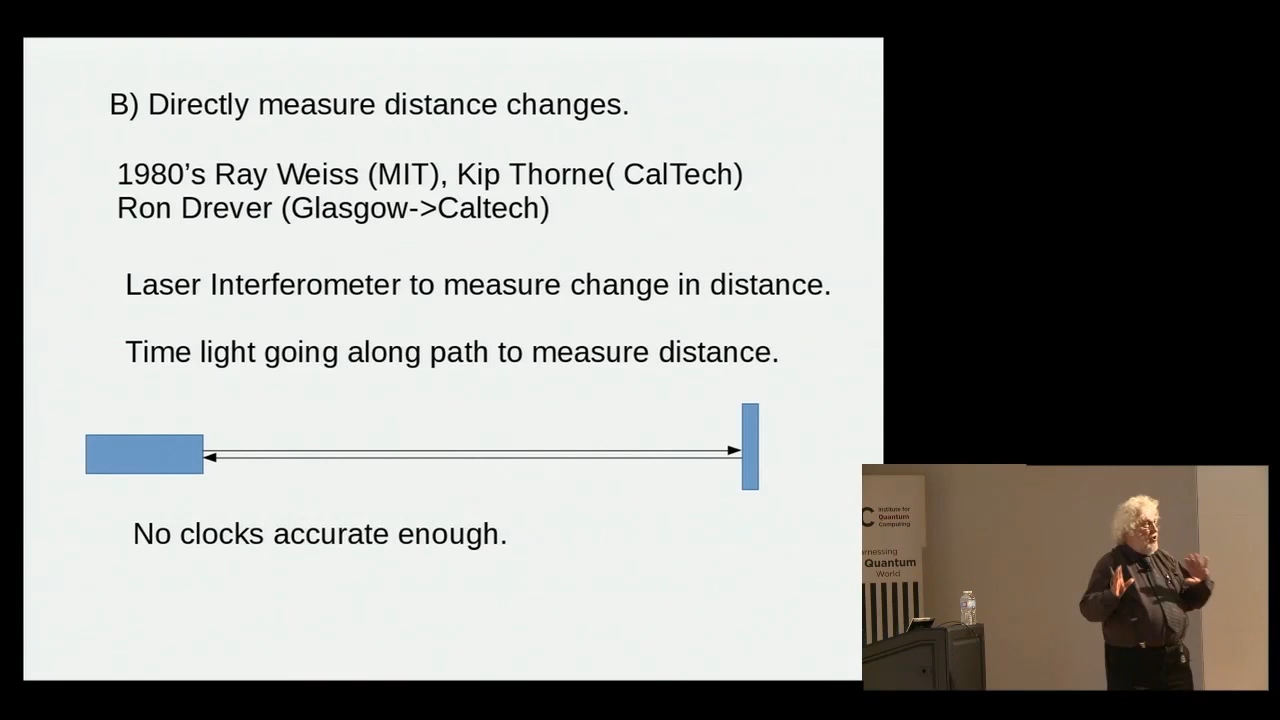 B) Directly measure distance changes.
1980’s Ray Weiss (MIT), Kip Thorne( CalTech)
Ron Drever (Glasgow->Caltech)
Laser Interferometer to measure change in distance.
Time light going along path to measure distance.
No clocks accurate enough.
C
Institute for
Quantum
Computing
rnessing
Quantum
World